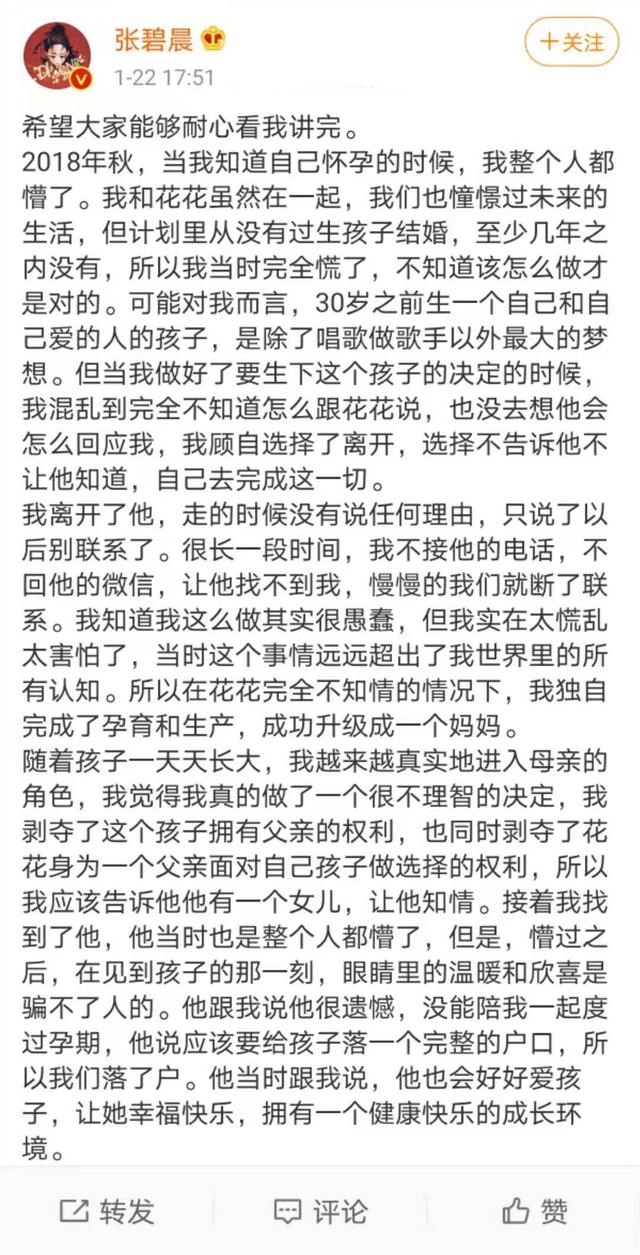 张碧晨
+关注
1-22 17:51
希望大家能够耐心看我讲完。
2018年秋，当我知道自己怀孕的时候，我整个人都
懵了。我和花花虽然在一起，我们也憧憬过未来的
生活，但计划里从没有过生孩子结婚，至少几年之
内没有，所以我当时完全慌了，不知道该怎么做才
是对的。可能对我而言，30岁之前生一个自己和自
己爱的人的孩子，是除了唱歌做歌手以外最大的梦
想。但当我做好了要生下这个孩子的决定的时候，
我混乱到完全不知道怎么跟花花说，也没去想他会
怎么回应我，我顾自选择了离开，选择不告诉他不
让他知道，自己去完成这一切。
我离开了他，走的时候没有说任何理由，只说了以
后别联系了。很长一段时间，我不接他的电话，不
回他的微信，让他找不到我，慢慢的我们就断了联
系。我知道我这么做其实很愚蠢，但我实在太慌乱
太害怕了，当时这个事情远远超出了我世界里的所
有认知。所以在花花完全不知情的情况下，我独自
完成了孕育和生产，成功升级成一个妈妈。
随着孩子一天天长大，我越来越真实地进入母亲的
角色，我觉得我真的做了一个很不理智的决定，我
剥夺了这个孩子拥有父亲的权利，也同时剥夺了花
花身为一个父亲面对自己孩子做选择的权利，所以
我应该告诉他他有一个女儿，让他知情。接着我找
到了他，他当时也是整个人都懵了，但是，懵过之
后，在见到孩子的那一刻，眼睛里的温暖和欣喜是
骗不了人的。他跟我说他很遗憾，没能陪我一起度
过孕期，他说应该要给孩子落一个完整的户口，所
以我们落了户。他当时跟我说，他也会好好爱孩
子，让她幸福快乐，拥有一个健康快乐的成长环
境。
转发
评论
赞